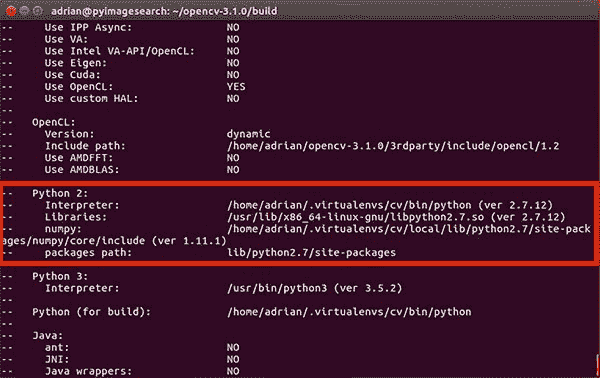 adrian@pyimagesearch: ~/opencv-3.1.0/build
-- Use IPP Async: NO
-- Use VA: NO
-- Use Intel VA-API/OpenCL: NO
-- Use Eigen: NO
-- Use Cuda: NO
-- Use OpenCL: YES
-- Use custom HAL: NO
--
-- OpenCL:
-- Version: dynamic
-- Include path: /home/adrian/opencv-3.1.0/3rdparty/include/opencl/1.2
-- Use AMDFFT: NO
-- Use AMDBLAS: NO
--
-- Python 2:
-- Interpreter: /home/adrian/.virtualenvs/cv/bin/python (ver 2.7.12)
-- Libraries: /usr/lib/x86_64-linux-gnu/libpython2.7.so (ver 2.7.12)
-- numpy: /home/adrian/.virtualenvs/cv/local/lib/python2.7/site-pack
ages/numpy/core/include (ver 1.11.1)
-- packages path: lib/python2.7/site-packages
--
-- Python 3:
-- Interpreter: /usr/bin/python3 (ver 3.5.2)
--
-- Python (for build): /home/adrian/.virtualenvs/cv/bin/python
--
-- Java:
-- ant: NO
-- JNI: NO
-- Java wrappers: NO